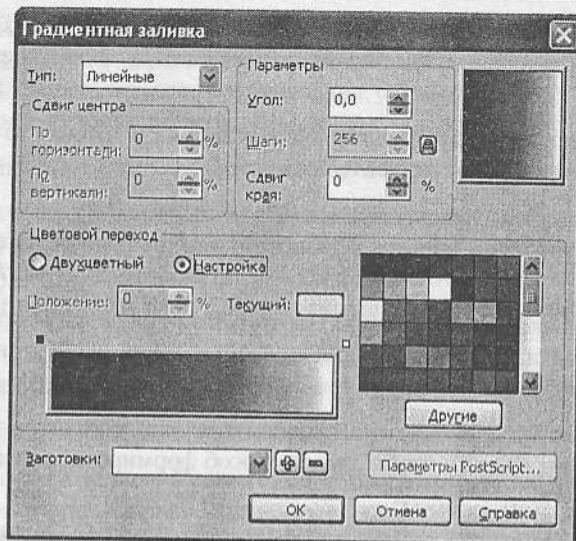 Градиентная заливка
Тип: Линейные
Параметры
Угол: 0,0
Шаги: 256
Сдвиг края: 0 %
Сдвиг центра
По горизонтали: 0 %
По вертикали: 0 %
Цветовой переход
Двухцветный
Настройка
Положение: 0 %
Текущий:
Другие
Заготовки:
Параметры PostScript...
OK
Отмена
Справка